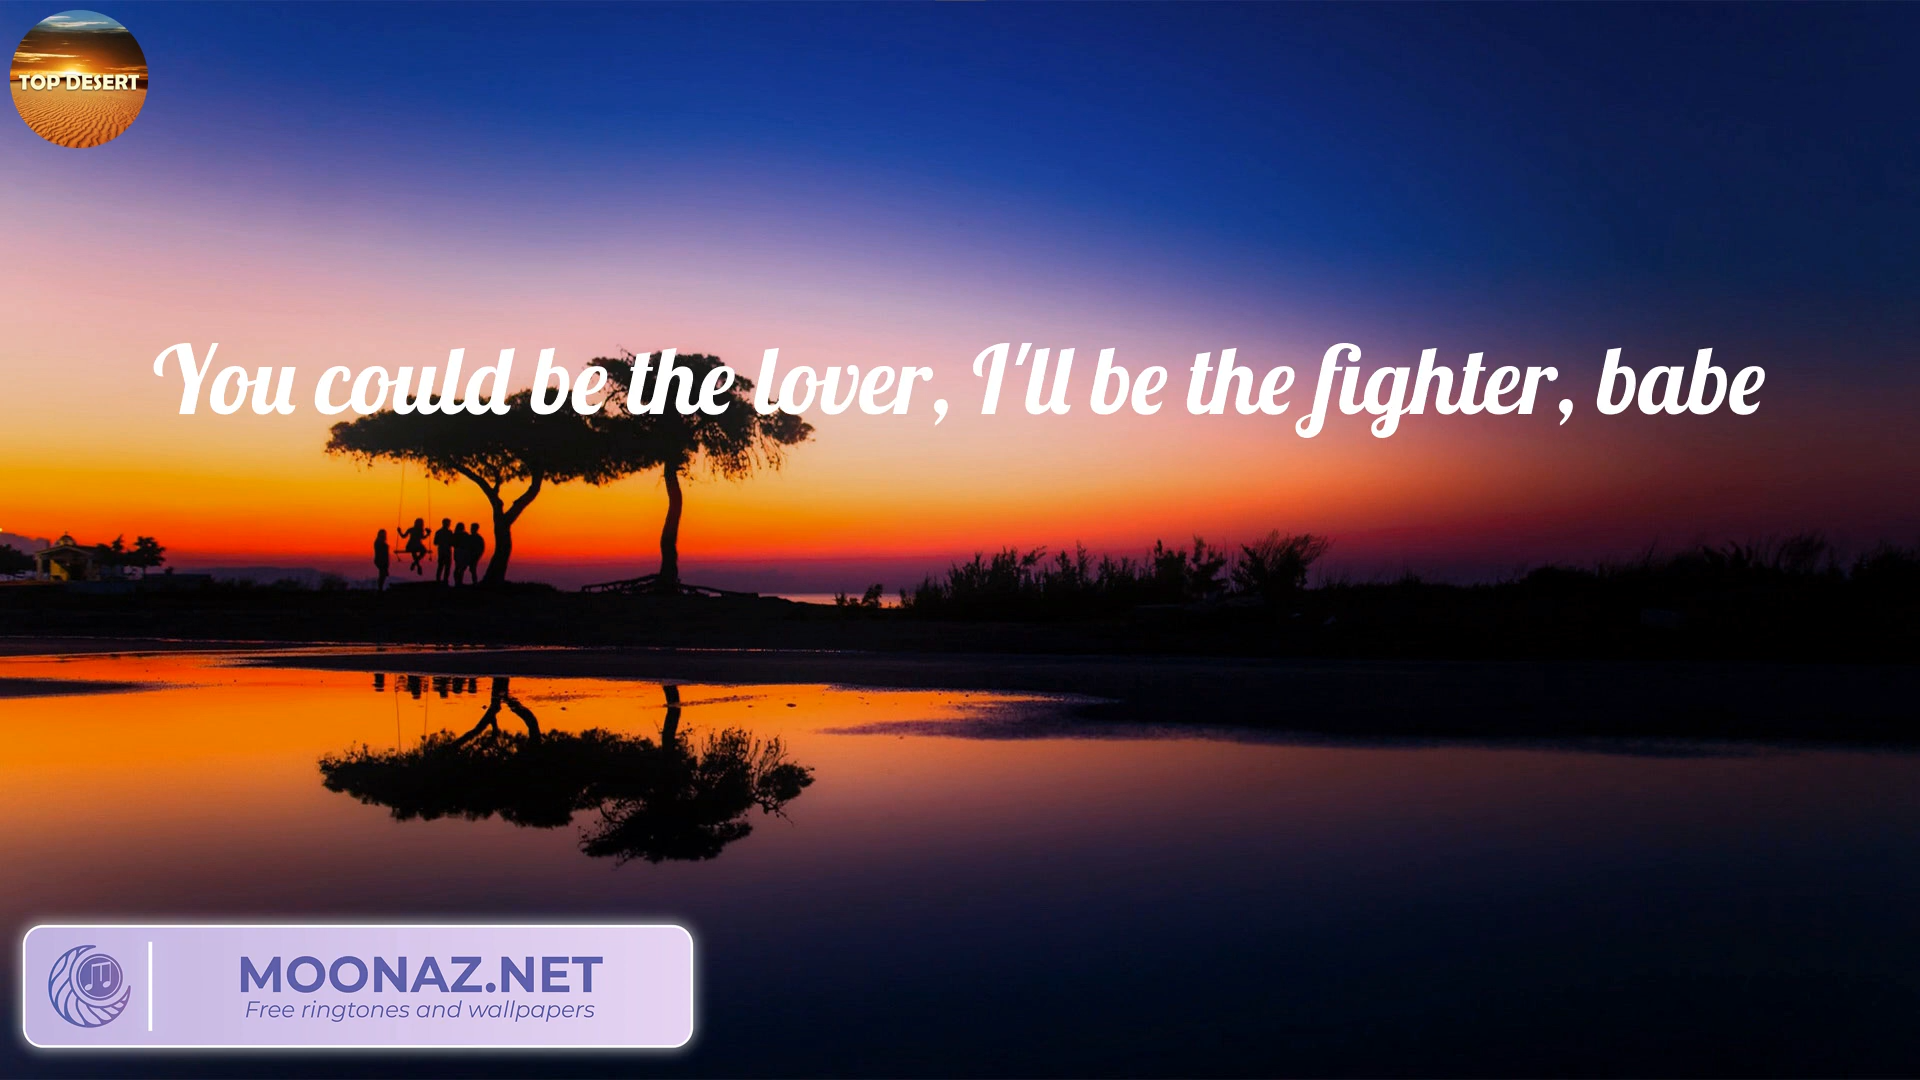 TOP DESERT
You could be the lover, I'll be the fighter, babe
MOONAZ.NET
Free ringtones and wallpapers